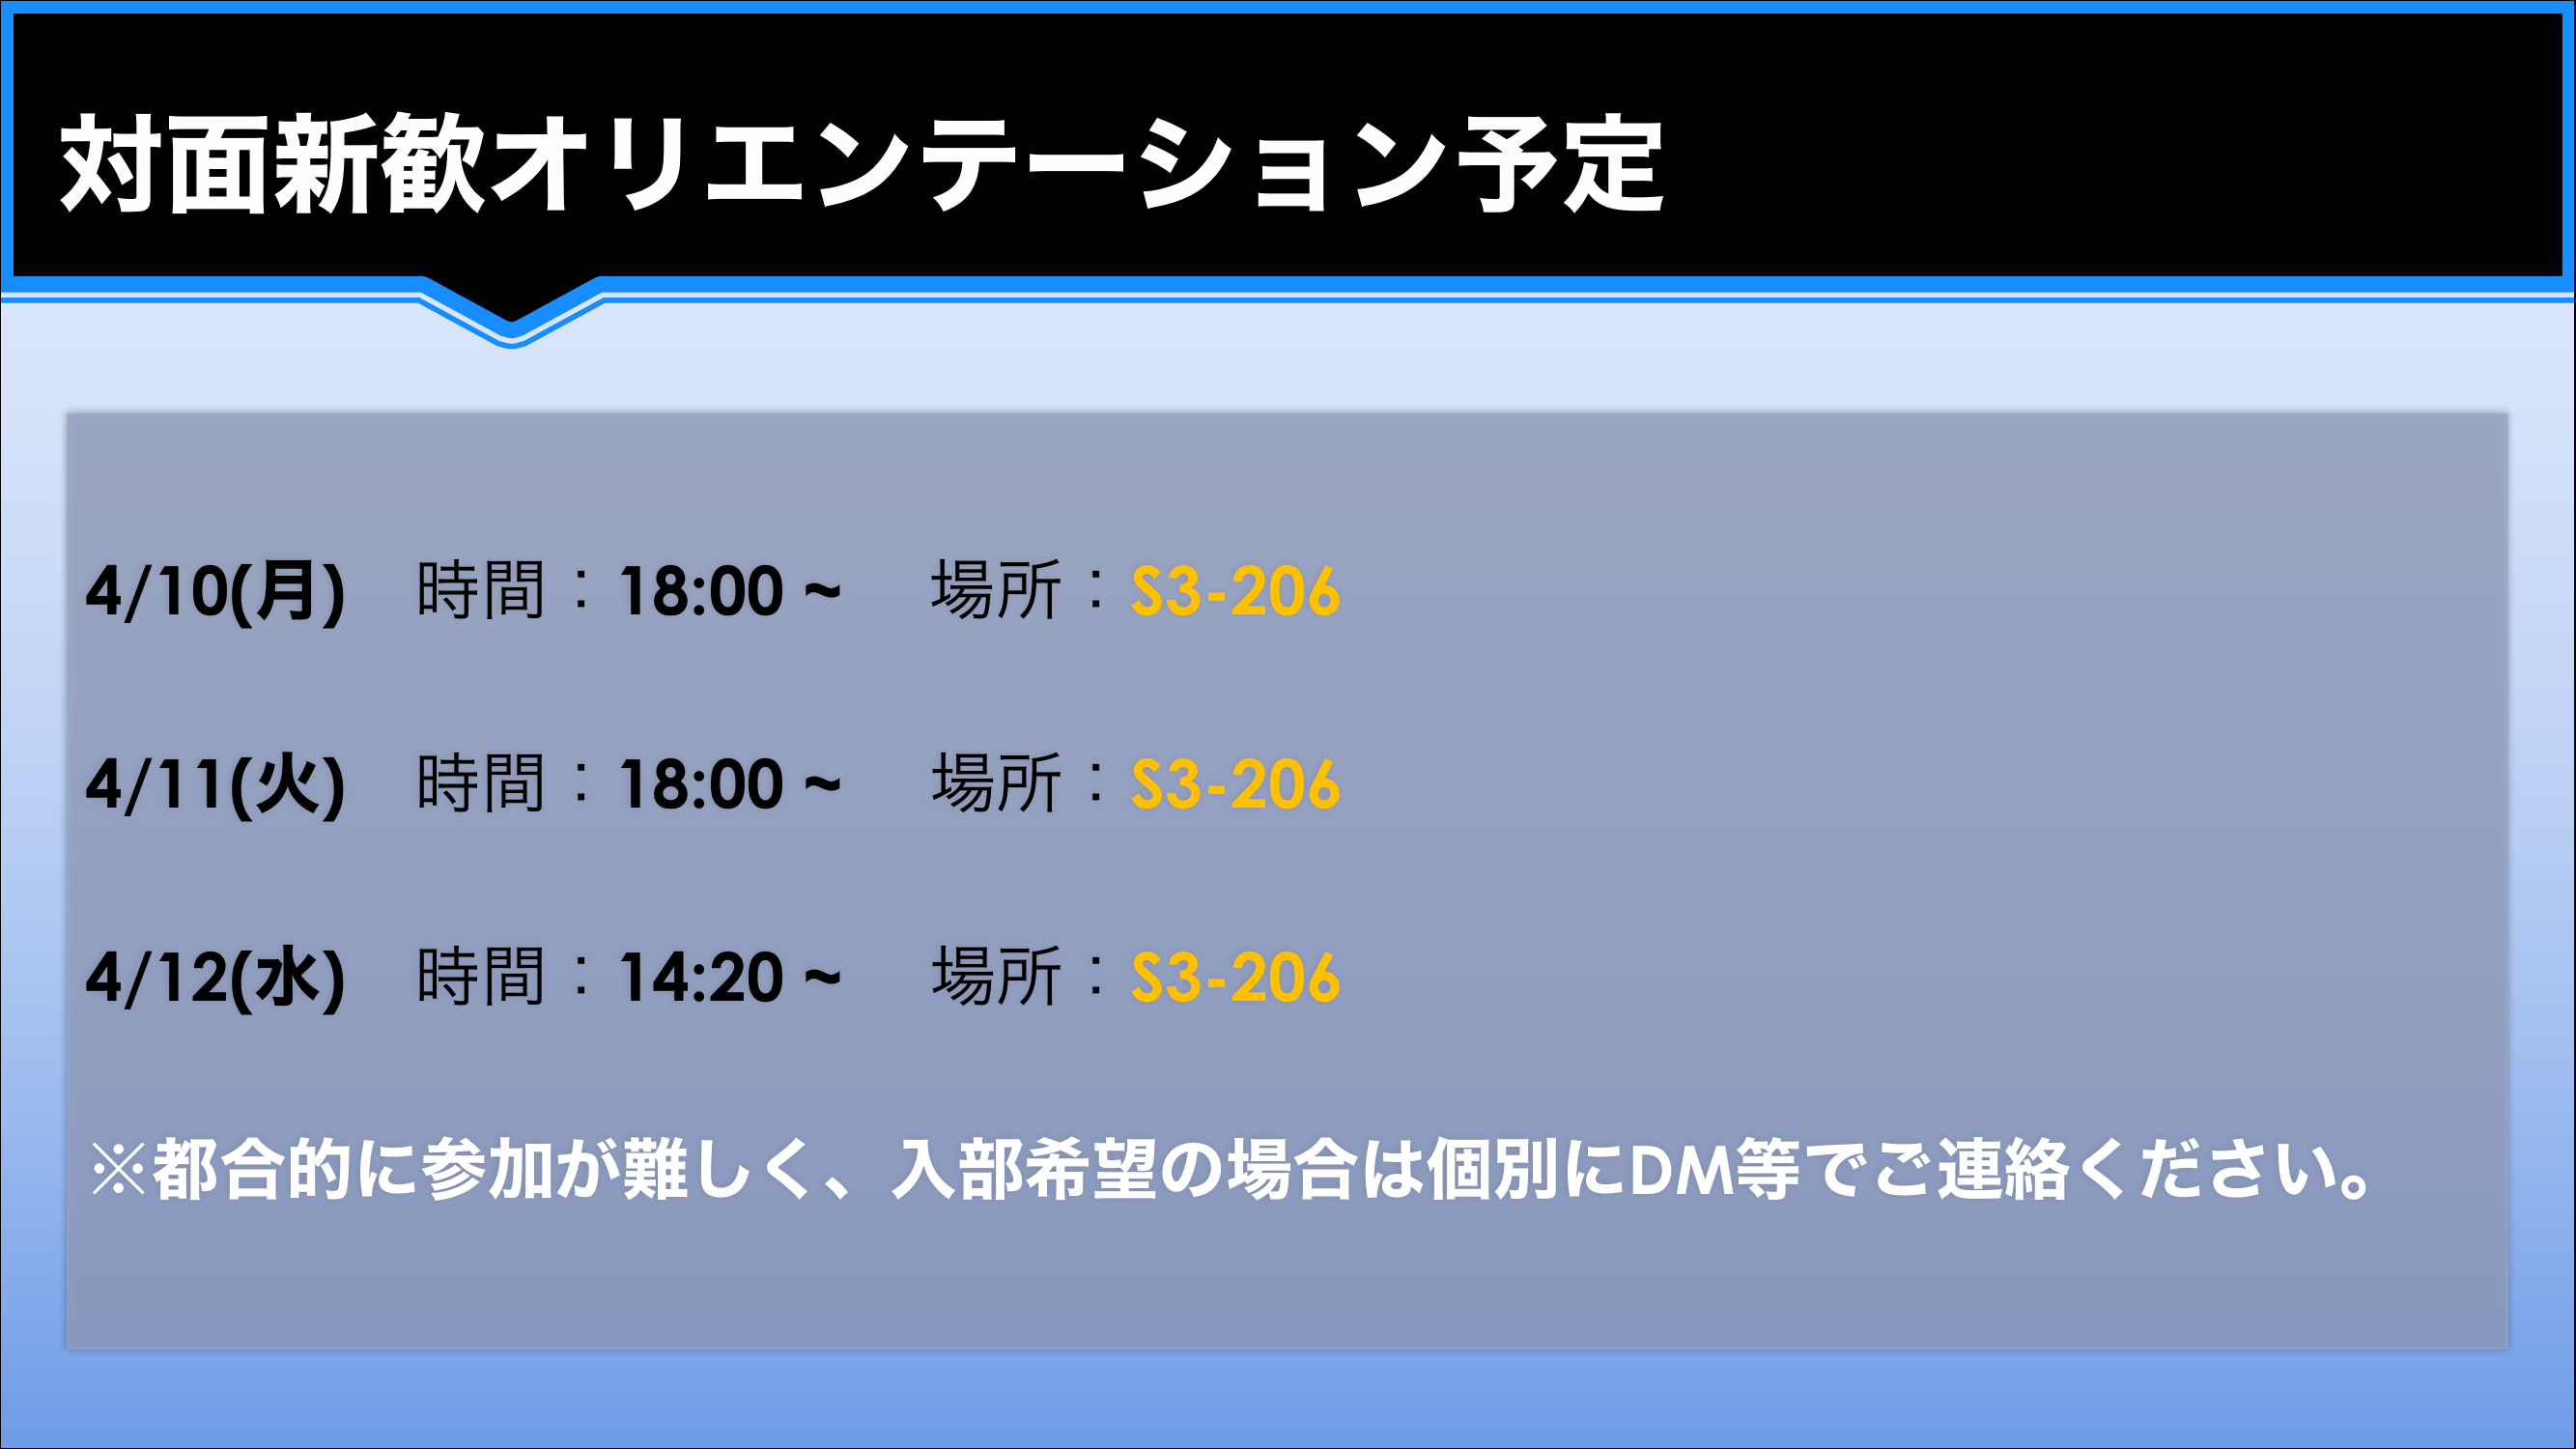 対面新歓オリエンテーション予定
4/10(月)　時間：18:00 ~　場所：S3-206
4/11(火)　時間：18:00 ~　場所：S3-206
4/12(水)　時間：14:20 ~　場所：S3-206
※都合的に参加が難しく、入部希望の場合は個別にDM等でご連絡ください。